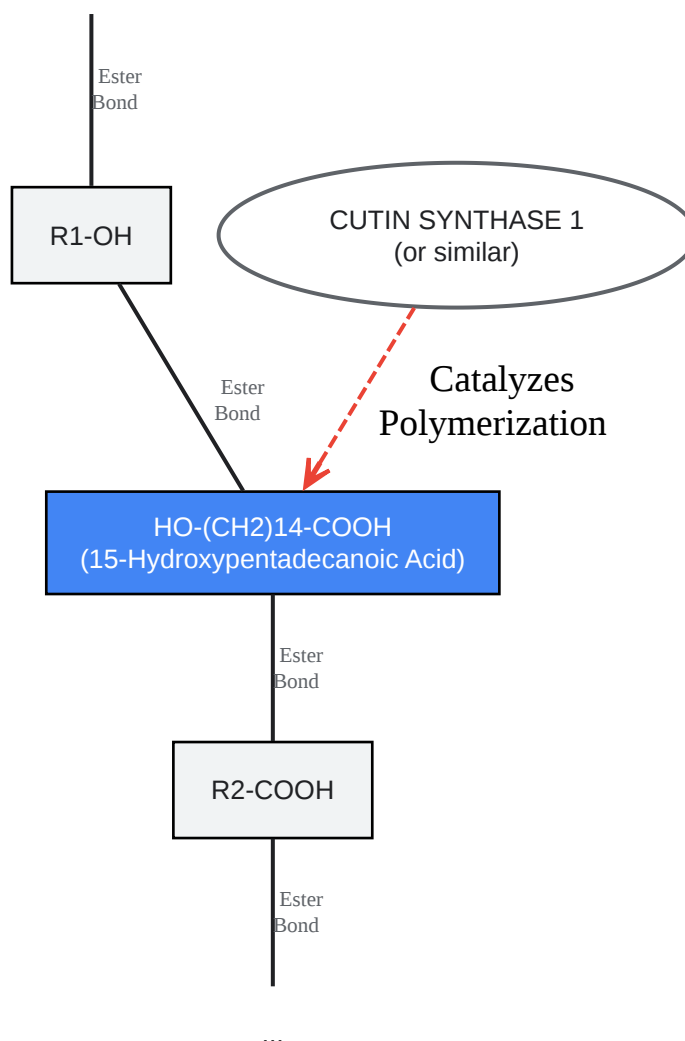 Ester
Bond
R1-OH
CUTIN SYNTHASE 1
(or similar)
Ester
Bond
Catalyzes
Polymerization
HO-(CH2)14-COOH
(15-Hydroxypentadecanoic Acid)
Ester
Bond
R2-COOH
Ester
Bond
...